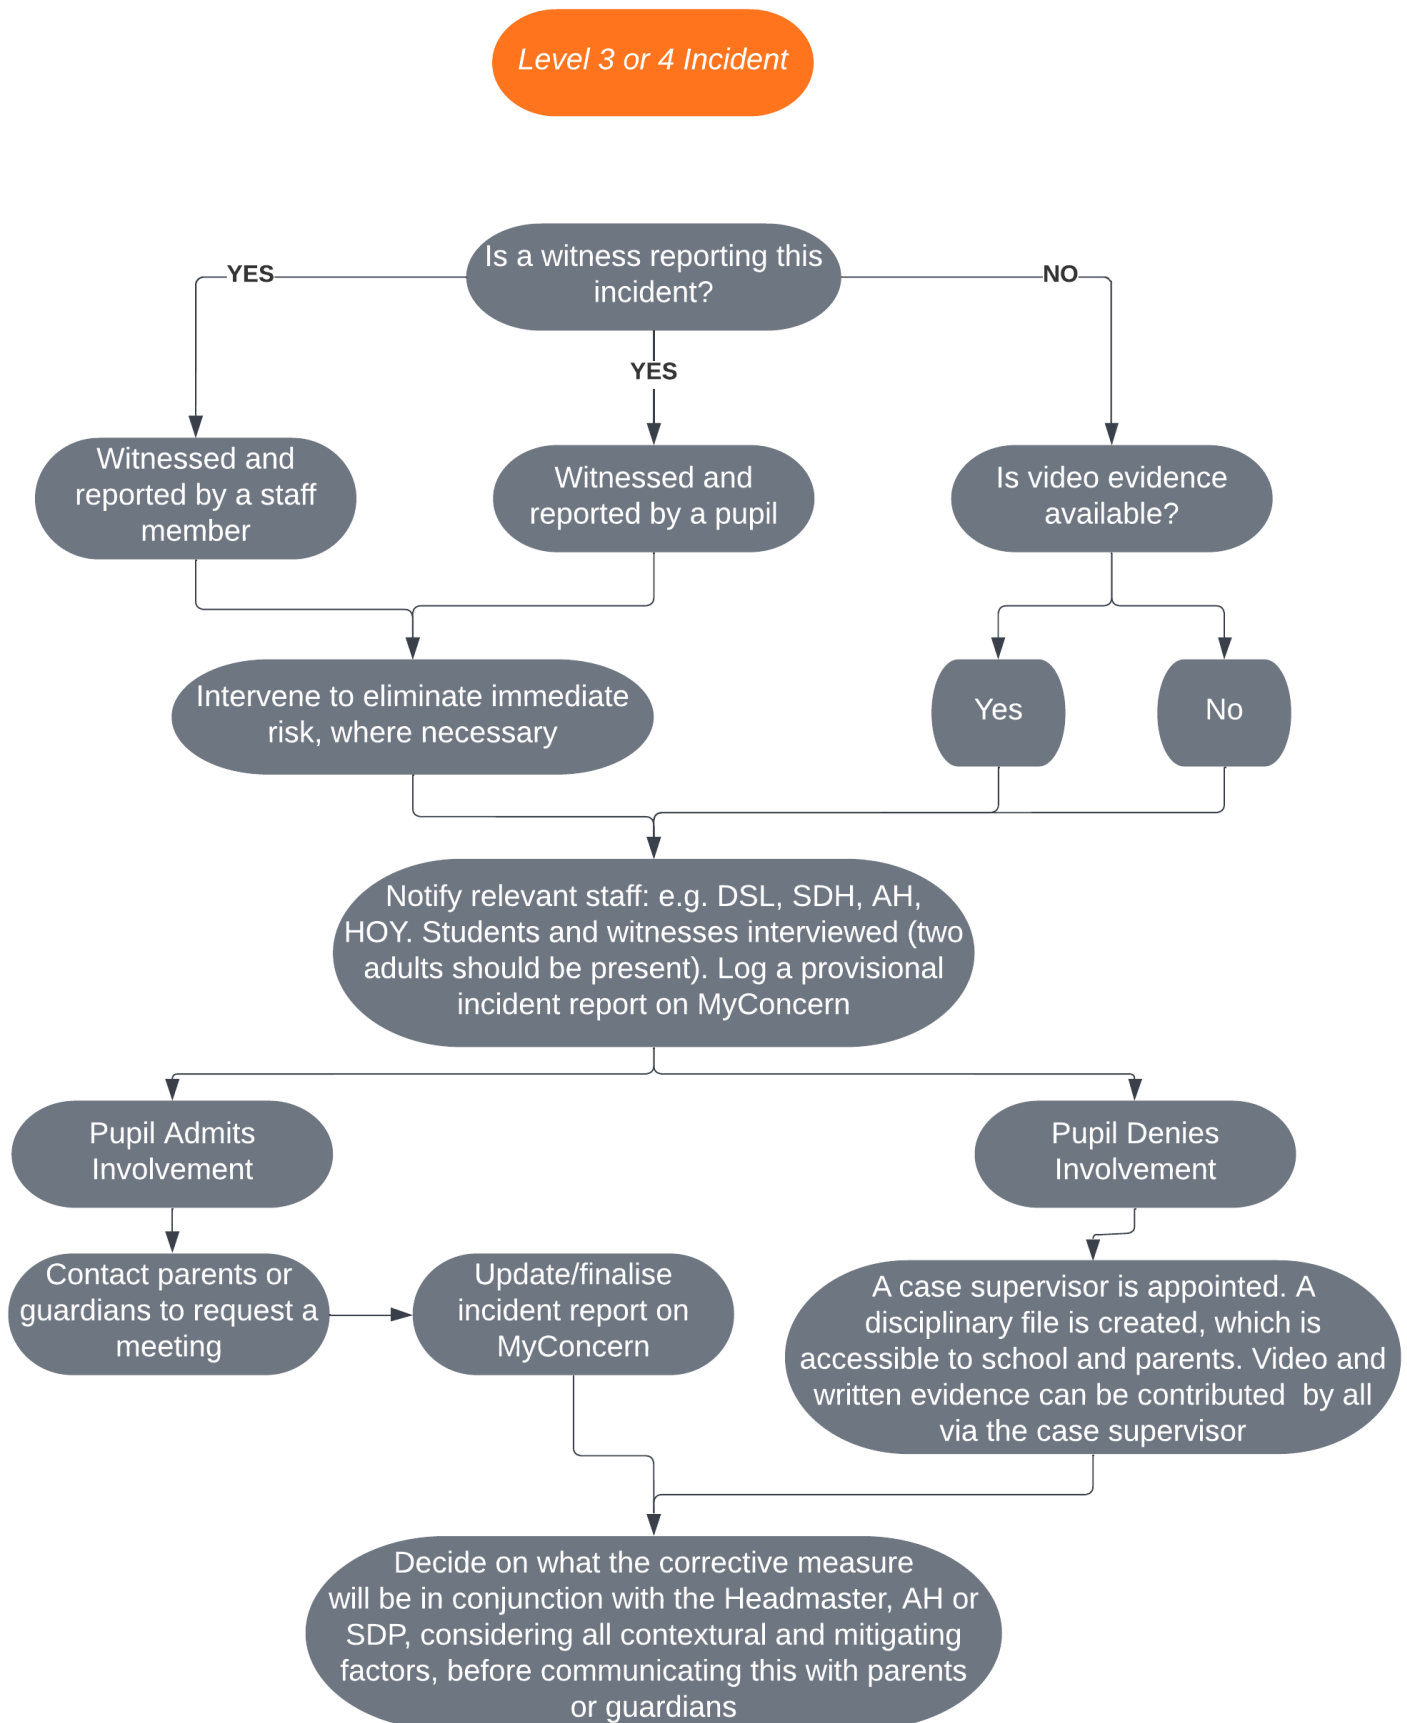 Level 3 or 4 Incident
Is a witness reporting this
incident?
YES
YES
NO
Witnessed and
reported by a staff
member
Witnessed and
reported by a pupil
Is video evidence
available?
Intervene to eliminate immediate
risk, where necessary
Yes
No
Notify relevant staff: e.g. DSL, SDH, AH,
HOY. Students and witnesses interviewed (two
adults should be present). Log a provisional
incident report on MyConcern
Pupil Admits
Involvement
Pupil Denies
Involvement
Contact parents or
guardians to request a
meeting
Update/finalise
incident report on
MyConcern
A case supervisor is appointed. A
disciplinary file is created, which is
accessible to school and parents. Video and
written evidence can be contributed  by all
via the case supervisor
Decide on what the corrective measure
will be in conjunction with the Headmaster, AH or
SDP, considering all contextural and mitigating
factors, before communicating this with parents
or guardians